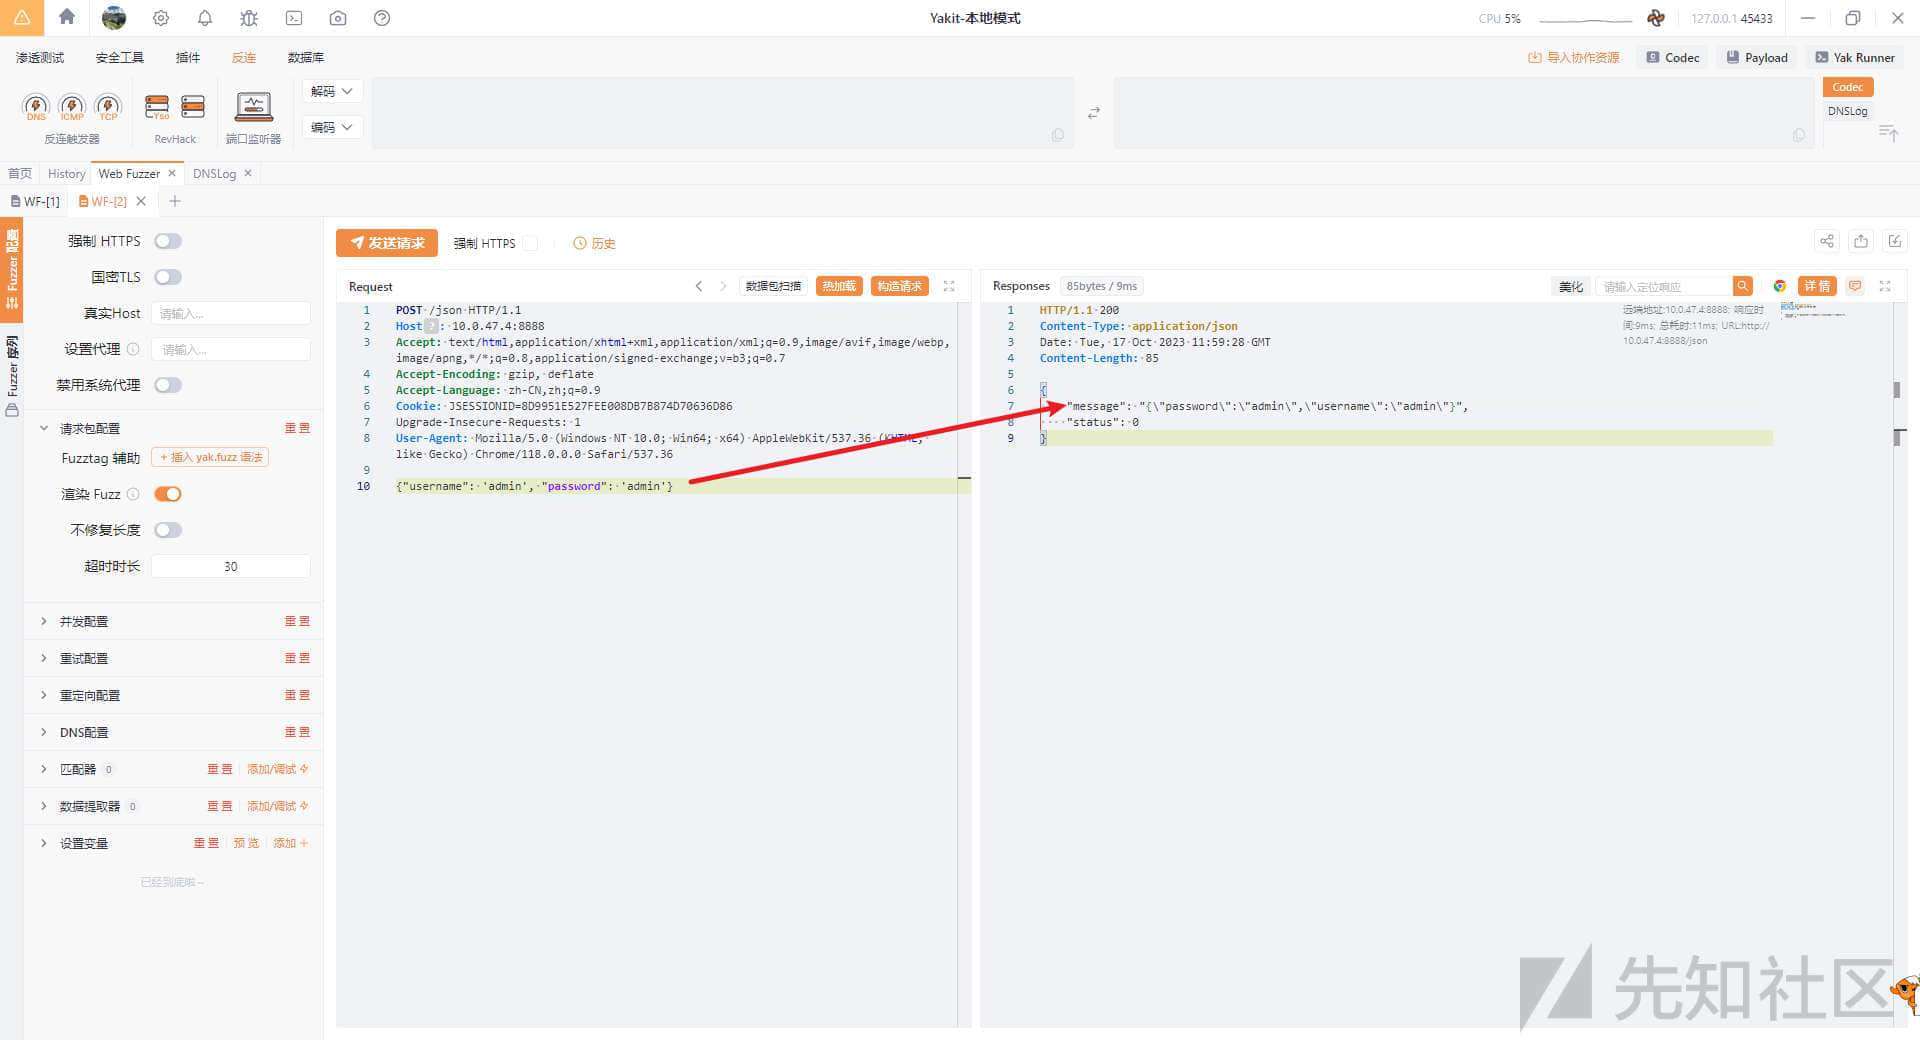 Yakit-本地模式
CPU 5%
127.0.0.1 45433
渗透测试 安全工具 插件 反连 数据库
导入协作资源 Codec Payload Yak Runner
DNS ICMP TCP
反连触发器
Yso
RevHack
端口监听器
解码
编码
Codec
DNSLog
首页 History Web Fuzzer DNSLog
WF-[1] WF-[2]
Fuzzer 配置
Fuzzer 序列
强制 HTTPS
国密TLS
真实Host 请输入...
设置代理 请输入...
禁用系统代理
请求包配置 重置
Fuzztag 辅助 + 插入 yak.fuzz 语法
渲染 Fuzz
不修复长度
超时时长 30
并发配置 重置
重试配置 重置
重定向配置 重置
DNS配置 重置
匹配器 0 重置 添加/调试
数据提取器 0 重置 添加/调试
设置变量 重置 预览 添加
已经到底啦~
发送请求 强制 HTTPS 历史
Request 数据包扫描 热加载 构造请求
1 POST /json HTTP/1.1
2 Host ? : 10.0.47.4:8888
3 Accept: text/html,application/xhtml+xml,application/xml;q=0.9,image/avif,image/webp,
image/apng,*/*;q=0.8,application/signed-exchange;v=b3;q=0.7
4 Accept-Encoding: gzip, deflate
5 Accept-Language: zh-CN,zh;q=0.9
6 Cookie: JSESSIONID=8D9951E527FEE008DB7B874D70636D86
7 Upgrade-Insecure-Requests: 1
8 User-Agent: Mozilla/5.0 (Windows NT 10.0; Win64; x64) AppleWebKit/537.36 (KHTML,
like Gecko) Chrome/118.0.0.0 Safari/537.36
9
10 {"username": 'admin', "password": 'admin'}
Responses 85bytes / 9ms 美化 请输入定位响应 详情
1 HTTP/1.1 200
2 Content-Type: application/json
3 Date: Tue, 17 Oct 2023 11:59:28 GMT
4 Content-Length: 85
5
6 {
7 "message": "{\"password\":\"admin\",\"username\":\"admin\"}",
8 "status": 0
9 }
远端地址:10.0.47.4:8888; 响应时
间:9ms; 总耗时:11ms; URL:http://
10.0.47.4:8888/json
先知社区